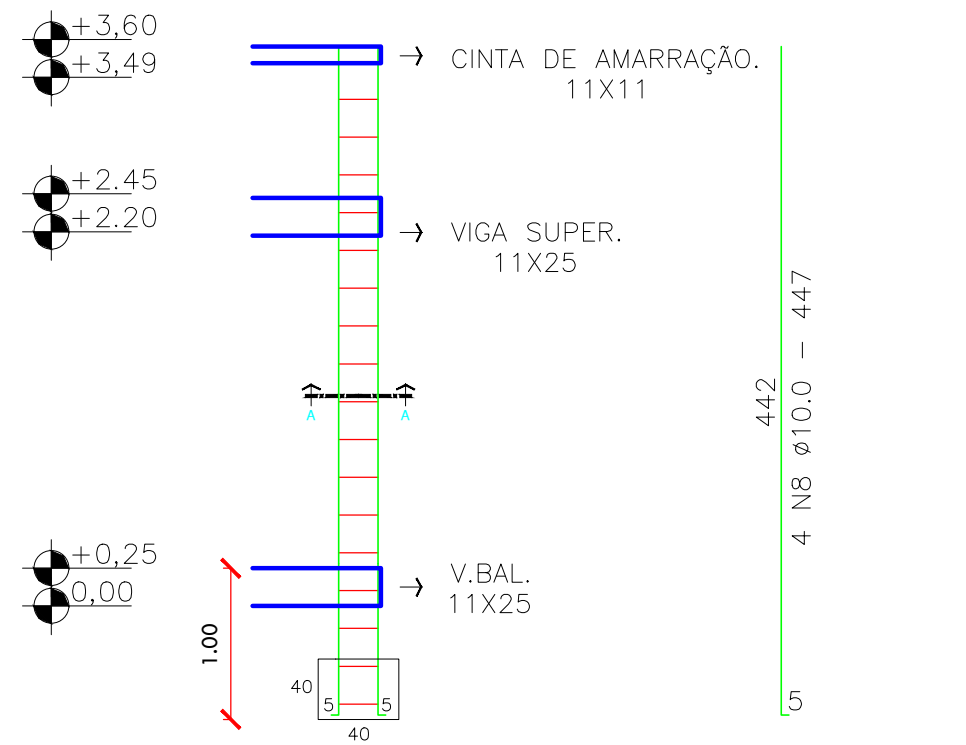 +3,60
+3,49
CINTA DE AMARRAÇÃO.
11X11
+2.45
+2.20
VIGA SUPER.
11X25
A
A
442
4 N8 ø10.0 - 447
+0,25
0,00
V.BAL.
11X25
1.00
40
5
5
40
5